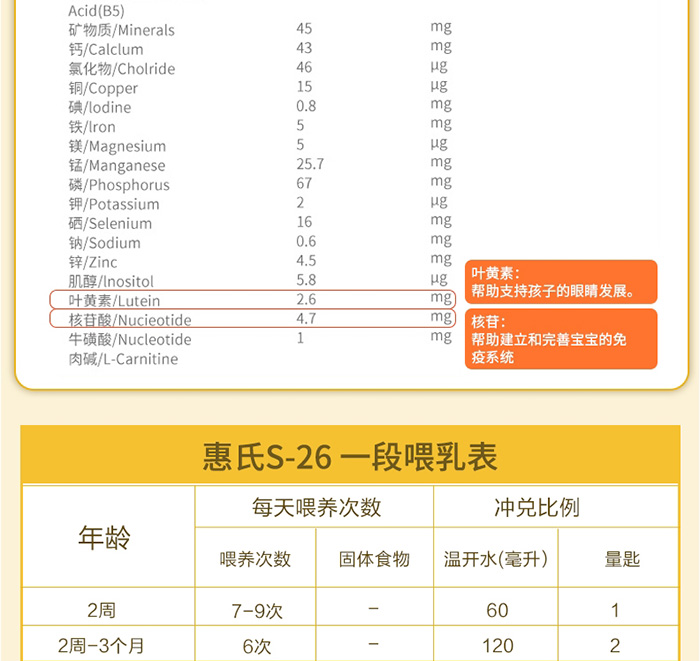 Acid(B5)
矿物质/Minerals 45 mg
钙/Calclum 43 mg
氯化物/Cholride 46 μg
铜/Copper 15 μg
碘/lodine 0.8 mg
铁/Iron 5 mg
镁/Magnesium 5 μg
锰/Manganese 25.7 mg
磷/Phosphorus 67 mg
钾/Potassium 2 μg
硒/Selenium 16 mg
钠/Sodium 0.6 mg
锌/Zinc 4.5 mg
肌醇/lnositol 5.8 μg
叶黄素/Lutein 2.6 mg
核苷酸/Nucieotide 4.7 mg
牛磺酸/Nucleotide 1 mg
肉碱/L-Carnitine
叶黄素：
帮助支持孩子的眼睛发展。
核苷：
帮助建立和完善宝宝的免
疫系统
惠氏S-26 一段喂乳表
年龄 每天喂养次数 冲兑比例
喂养次数 固体食物 温开水(毫升） 量匙
2周 7-9次 - 60 1
2周-3个月 6次 - 120 2